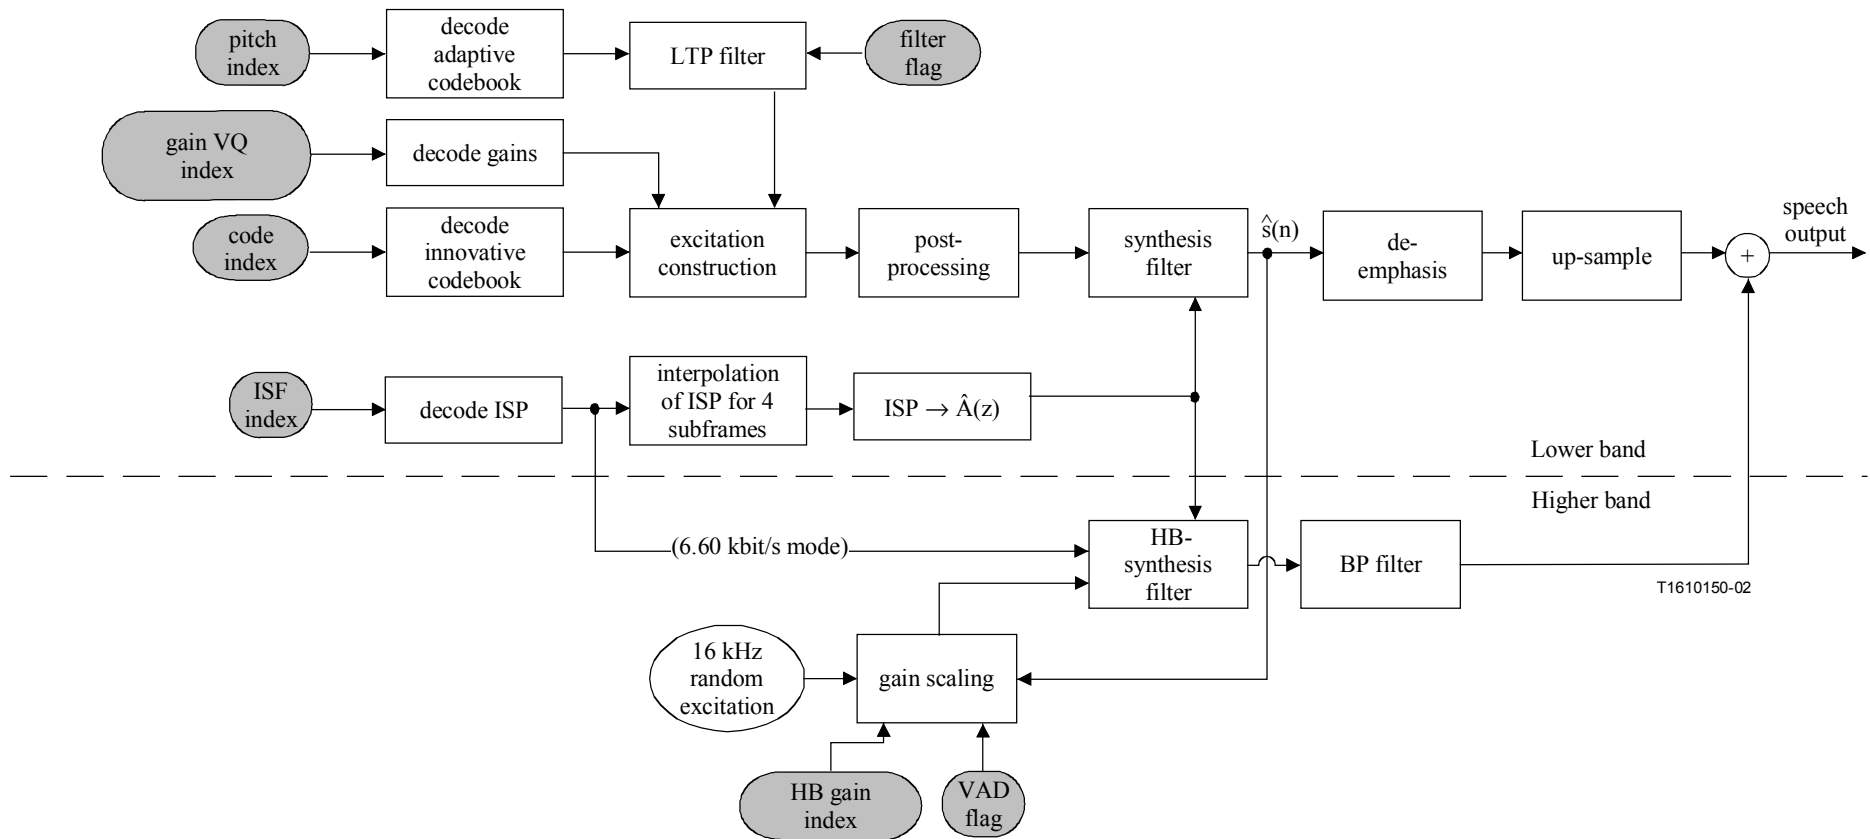 pitch
index
decode
adaptive
codebook
LTP filter
filter
flag
gain VQ
index
decode gains
code
index
decode
innovative
codebook
excitation
construction
post-
processing
synthesis
filter
ŝ(n)
de-
emphasis
up-sample
+
speech
output
ISF
index
decode ISP
interpolation
of ISP for 4
subframes
ISP → Â(z)
Lower band
Higher band
(6.60 kbit/s mode)
HB-
synthesis
filter
BP filter
T1610150-02
16 kHz
random
excitation
gain scaling
HB gain
index
VAD
flag